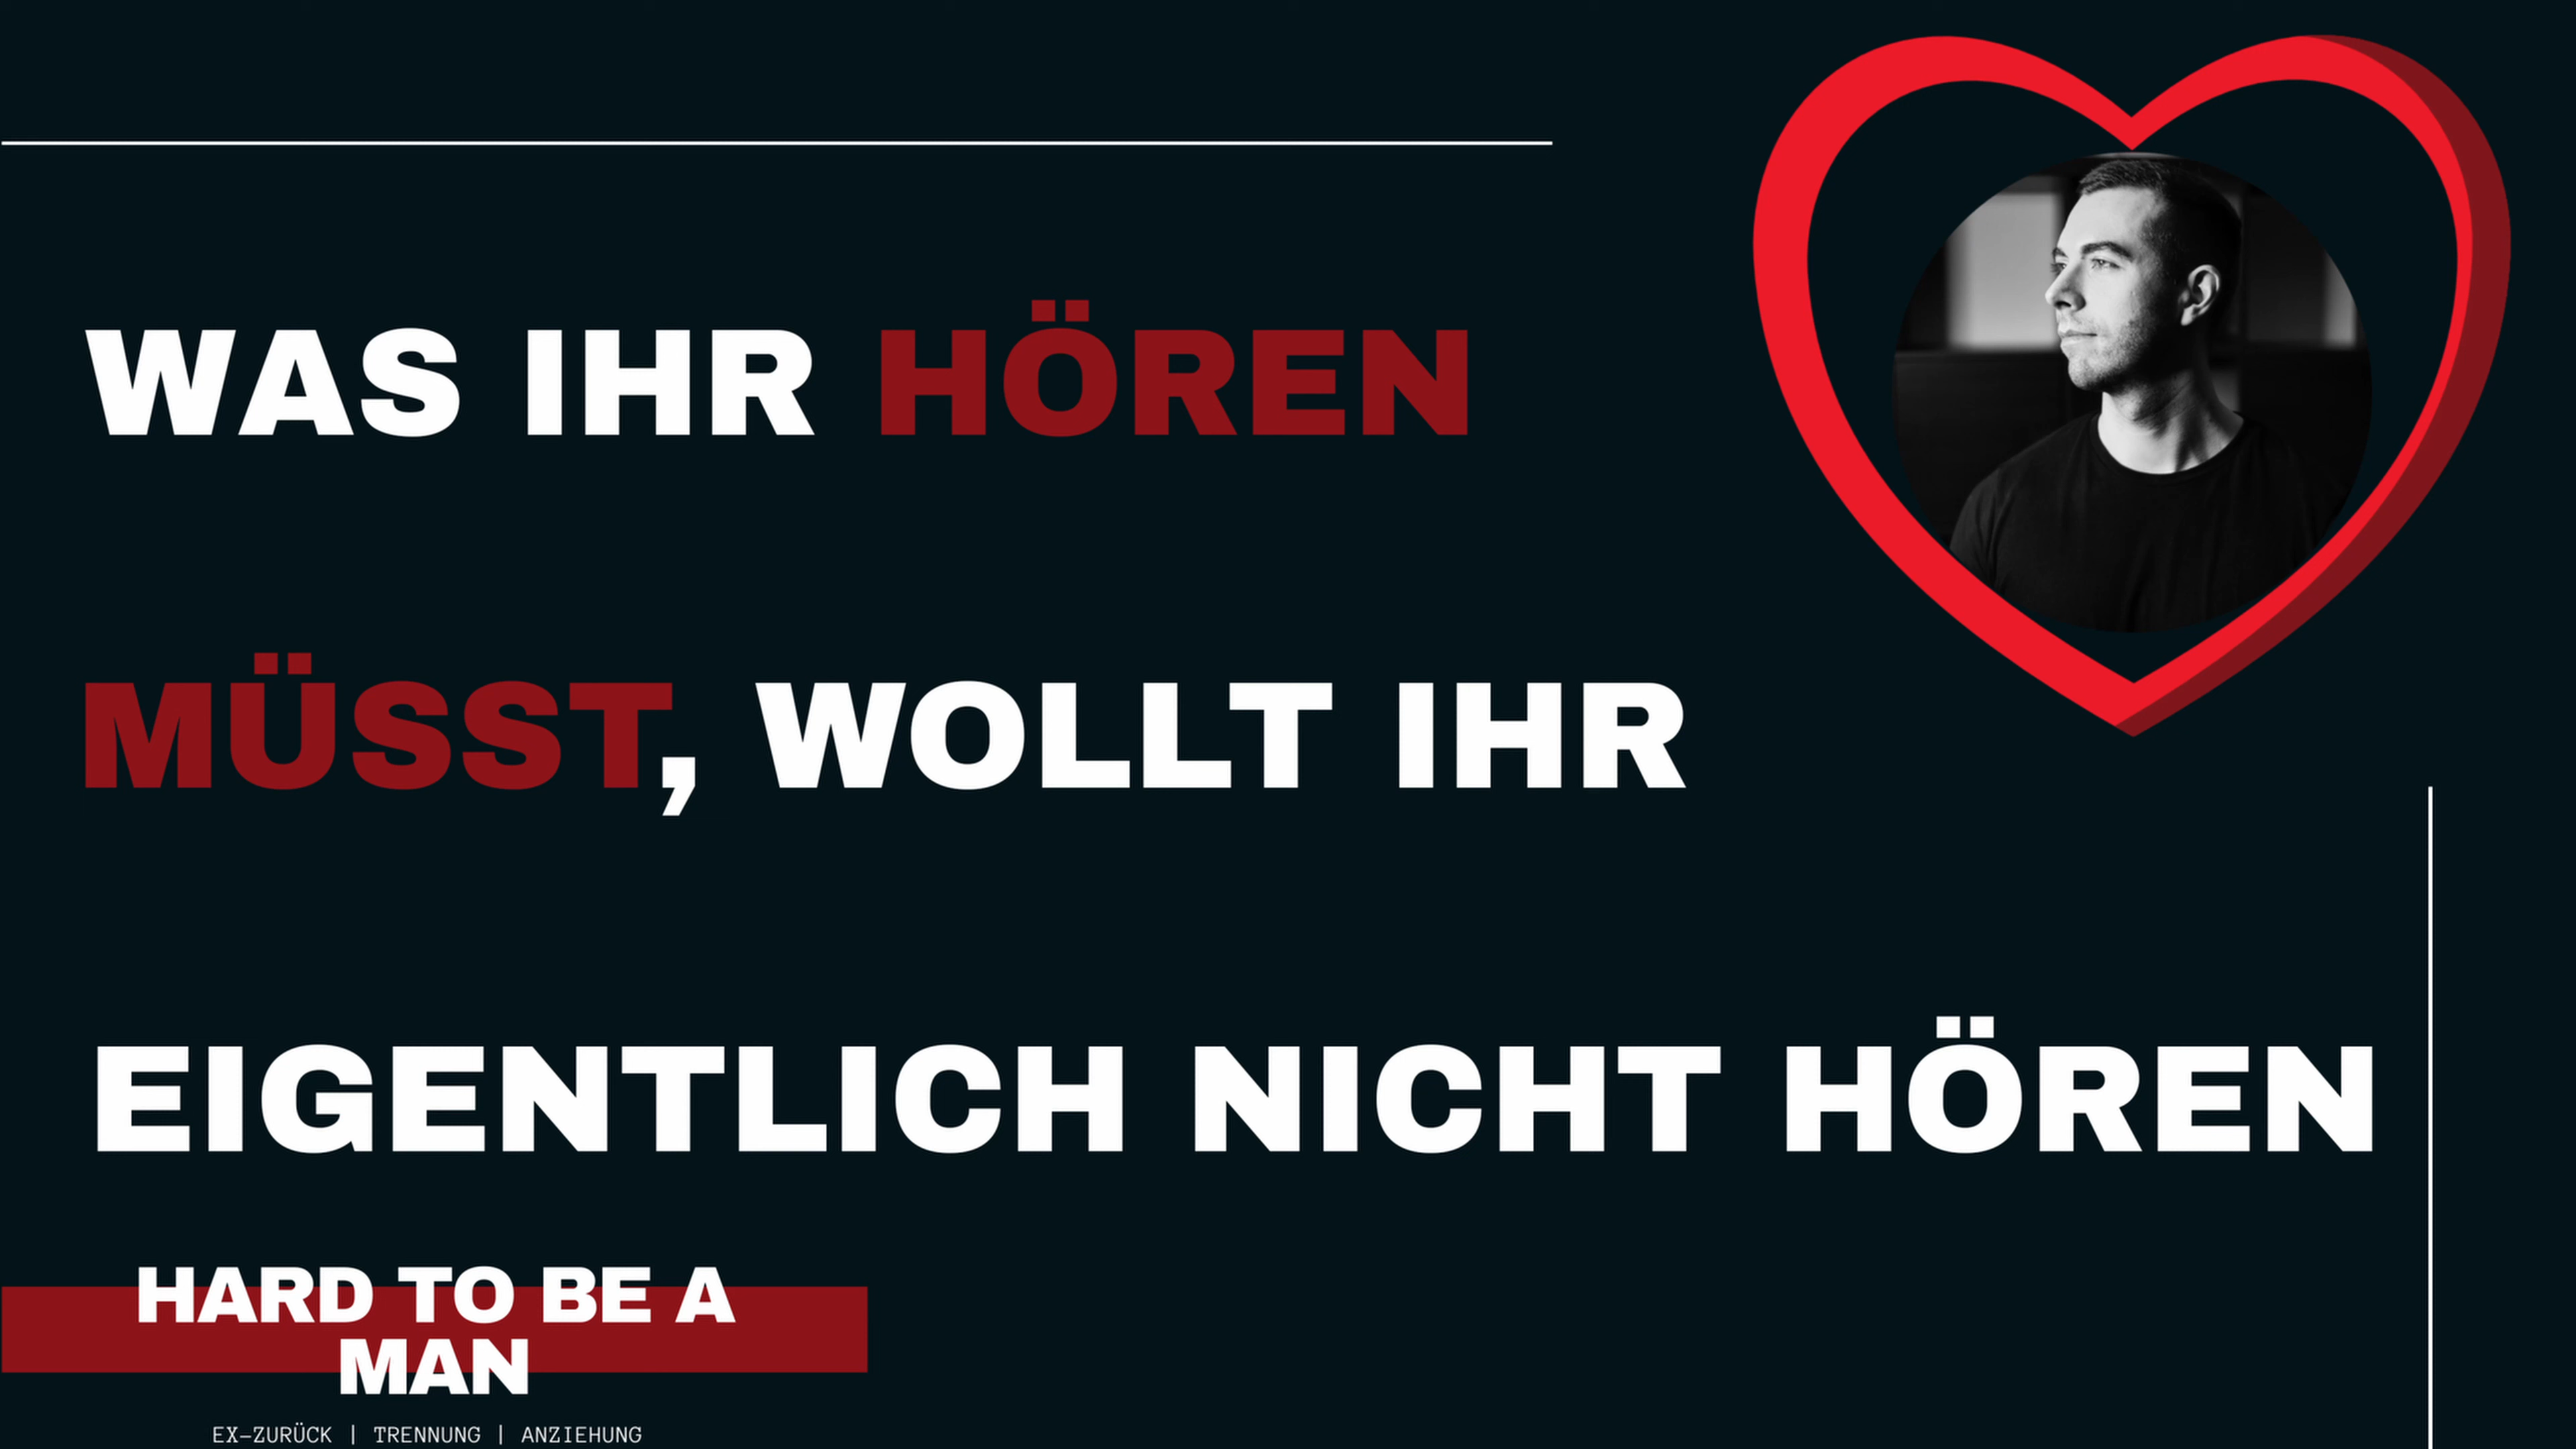 WAS IHR HÖREN
MÜSST, WOLLT IHR
EIGENTLICH NICHT HÖREN
HARD TO BE A
MAN
EX-ZURÜCK | TRENNUNG | ANZIEHUNG